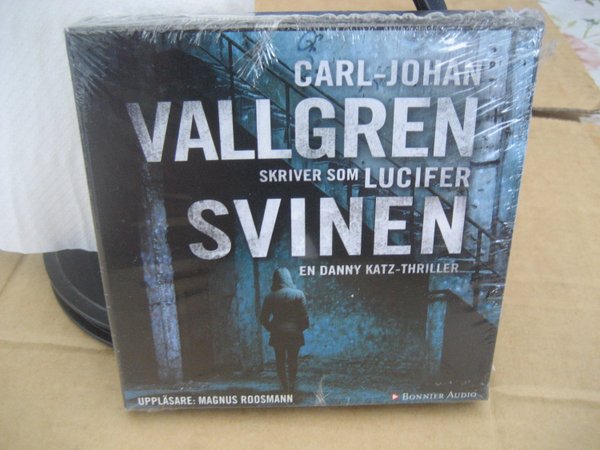 CARL-JOHAN
VALLGREN
SKRIVER SOM LUCIFER
SVINEN
EN DANNY KATZ-THRILLER
UPPLÄSARE: MAGNUS ROOSMANN
BONNIER AUDIO